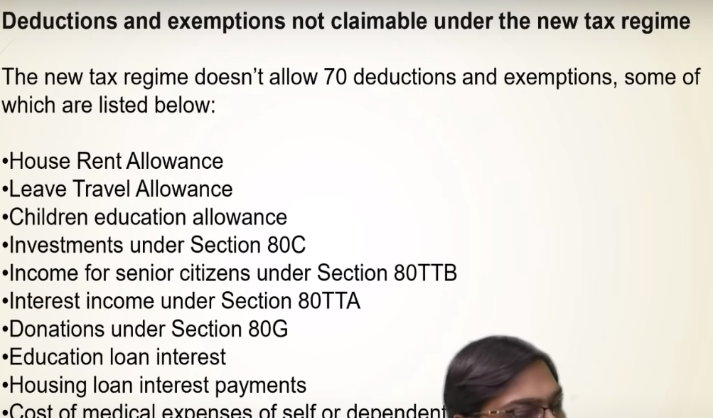 Deductions and exemptions not claimable under the new tax regime
The new tax regime doesn't allow 70 deductions and exemptions, some of
which are listed below:
•House Rent Allowance
•Leave Travel Allowance
•Children education allowance
•Investments under Section 80C
•Income for senior citizens under Section 80TTB
•Interest income under Section 80TTA
•Donations under Section 80G
•Education loan interest
•Housing loan interest payments
•Cost of medical expenses of self or dependent